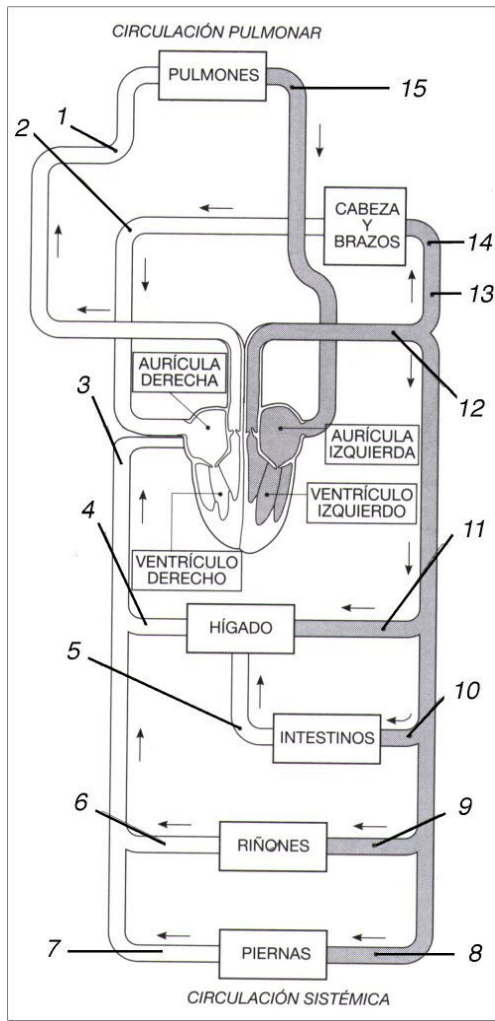 CIRCULACIÓN PULMONAR
PULMONES
1
15
2
CABEZA
Y
BRAZOS
14
13
AURÍCULA
DERECHA
3
12
AURÍCULA
IZQUIERDA
VENTRÍCULO
IZQUIERDO
VENTRÍCULO
DERECHO
4
11
HÍGADO
5
10
INTESTINOS
6
9
RIÑONES
7
PIERNAS
8
CIRCULACIÓN SISTÉMICA